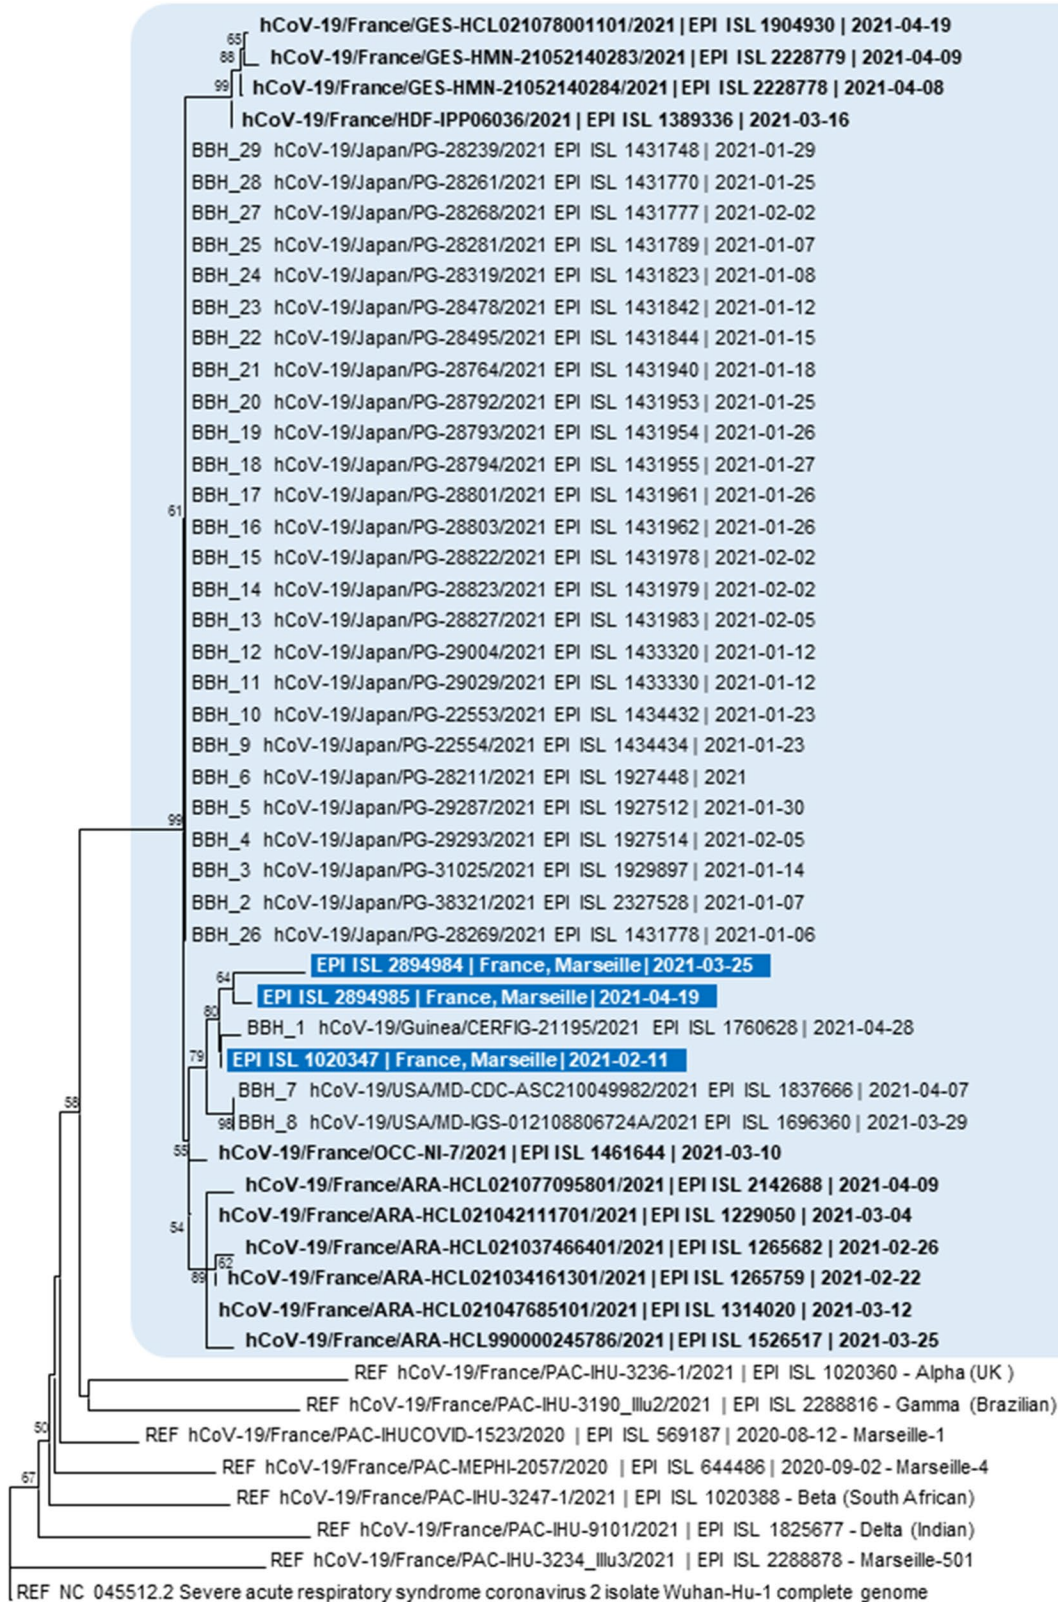 hCoV-19/France/GES-HCL021078001101/2021 | EPI ISL 1904930 | 2021-04-19
65
88 hCoV-19/France/GES-HMN-21052140283/2021 | EPI ISL 2228779 | 2021-04-09
99 hCoV-19/France/GES-HMN-21052140284/2021 | EPI ISL 2228778 | 2021-04-08
hCoV-19/France/HDF-IPP06036/2021 | EPI ISL 1389336 | 2021-03-16
BBH_29 hCoV-19/Japan/PG-28239/2021 EPI ISL 1431748 | 2021-01-29
BBH_28 hCoV-19/Japan/PG-28261/2021 EPI ISL 1431770 | 2021-01-25
BBH_27 hCoV-19/Japan/PG-28268/2021 EPI ISL 1431777 | 2021-02-02
BBH_25 hCoV-19/Japan/PG-28281/2021 EPI ISL 1431789 | 2021-01-07
BBH_24 hCoV-19/Japan/PG-28319/2021 EPI ISL 1431823 | 2021-01-08
BBH_23 hCoV-19/Japan/PG-28478/2021 EPI ISL 1431842 | 2021-01-12
BBH_22 hCoV-19/Japan/PG-28495/2021 EPI ISL 1431844 | 2021-01-15
BBH_21 hCoV-19/Japan/PG-28764/2021 EPI ISL 1431940 | 2021-01-18
BBH_20 hCoV-19/Japan/PG-28792/2021 EPI ISL 1431953 | 2021-01-25
BBH_19 hCoV-19/Japan/PG-28793/2021 EPI ISL 1431954 | 2021-01-26
BBH_18 hCoV-19/Japan/PG-28794/2021 EPI ISL 1431955 | 2021-01-27
BBH_17 hCoV-19/Japan/PG-28801/2021 EPI ISL 1431961 | 2021-01-26
61
BBH_16 hCoV-19/Japan/PG-28803/2021 EPI ISL 1431962 | 2021-01-26
BBH_15 hCoV-19/Japan/PG-28822/2021 EPI ISL 1431978 | 2021-02-02
BBH_14 hCoV-19/Japan/PG-28823/2021 EPI ISL 1431979 | 2021-02-02
BBH_13 hCoV-19/Japan/PG-28827/2021 EPI ISL 1431983 | 2021-02-05
BBH_12 hCoV-19/Japan/PG-29004/2021 EPI ISL 1433320 | 2021-01-12
BBH_11 hCoV-19/Japan/PG-29029/2021 EPI ISL 1433330 | 2021-01-12
BBH_10 hCoV-19/Japan/PG-22553/2021 EPI ISL 1434432 | 2021-01-23
BBH_9 hCoV-19/Japan/PG-22554/2021 EPI ISL 1434434 | 2021-01-23
BBH_6 hCoV-19/Japan/PG-28211/2021 EPI ISL 1927448 | 2021
BBH_5 hCoV-19/Japan/PG-29287/2021 EPI ISL 1927512 | 2021-01-30
99
BBH_4 hCoV-19/Japan/PG-29293/2021 EPI ISL 1927514 | 2021-02-05
BBH_3 hCoV-19/Japan/PG-31025/2021 EPI ISL 1929897 | 2021-01-14
BBH_2 hCoV-19/Japan/PG-38321/2021 EPI ISL 2327528 | 2021-01-07
BBH_26 hCoV-19/Japan/PG-28269/2021 EPI ISL 1431778 | 2021-01-06
EPI ISL 2894984 | France, Marseille | 2021-03-25
64
EPI ISL 2894985 | France, Marseille | 2021-04-19
80
BBH_1 hCoV-19/Guinea/CERFIG-21195/2021 EPI ISL 1760628 | 2021-04-28
79 EPI ISL 1020347 | France, Marseille | 2021-02-11
BBH_7 hCoV-19/USA/MD-CDC-ASC210049982/2021 EPI ISL 1837666 | 2021-04-07
58
98 BBH_8 hCoV-19/USA/MD-IGS-012108806724A/2021 EPI ISL 1696360 | 2021-03-29
55 hCoV-19/France/OCC-NI-7/2021 | EPI ISL 1461644 | 2021-03-10
hCoV-19/France/ARA-HCL021077095801/2021 | EPI ISL 2142688 | 2021-04-09
hCoV-19/France/ARA-HCL021042111701/2021 | EPI ISL 1229050 | 2021-03-04
54
hCoV-19/France/ARA-HCL021037466401/2021 | EPI ISL 1265682 | 2021-02-26
62
89 hCoV-19/France/ARA-HCL021034161301/2021 | EPI ISL 1265759 | 2021-02-22
hCoV-19/France/ARA-HCL021047685101/2021 | EPI ISL 1314020 | 2021-03-12
hCoV-19/France/ARA-HCL990000245786/2021 | EPI ISL 1526517 | 2021-03-25
REF hCoV-19/France/PAC-IHU-3236-1/2021 | EPI ISL 1020360 - Alpha (UK )
REF hCoV-19/France/PAC-IHU-3190_Illu2/2021 | EPI ISL 2288816 - Gamma (Brazilian)
50
REF hCoV-19/France/PAC-IHUCOVID-1523/2020 | EPI ISL 569187 | 2020-08-12 - Marseille-1
67 REF hCoV-19/France/PAC-MEPHI-2057/2020 | EPI ISL 644486 | 2020-09-02 - Marseille-4
REF hCoV-19/France/PAC-IHU-3247-1/2021 | EPI ISL 1020388 - Beta (South African)
REF hCoV-19/France/PAC-IHU-9101/2021 | EPI ISL 1825677 - Delta (Indian)
REF hCoV-19/France/PAC-IHU-3234_Illu3/2021 | EPI ISL 2288878 - Marseille-501
REF NC 045512.2 Severe acute respiratory syndrome coronavirus 2 isolate Wuhan-Hu-1 complete genome